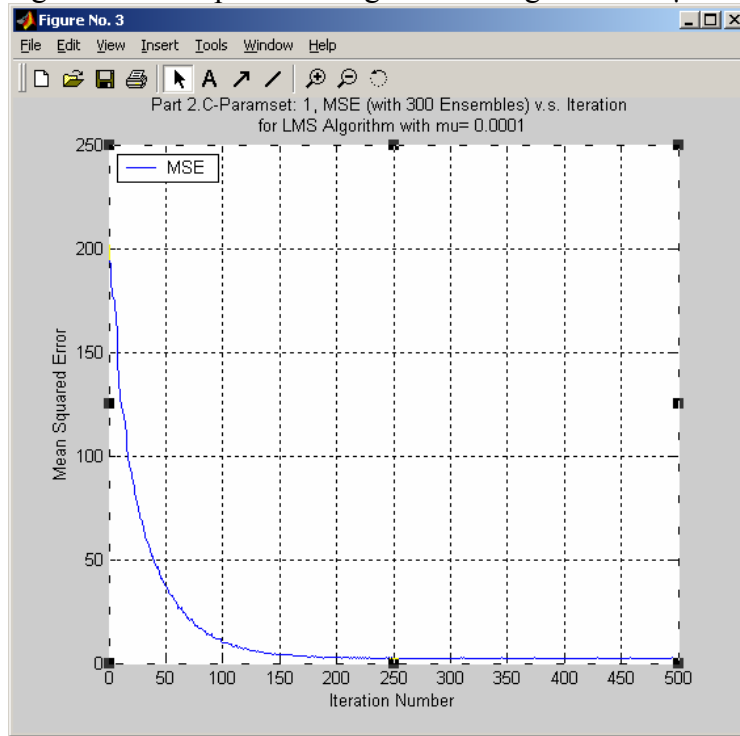 Figure No. 3
File Edit View Insert Tools Window Help
A
Part 2.C-Paramset: 1, MSE (with 300 Ensembles) v.s. Iteration
for LMS Algorithm with mu= 0.0001
MSE
250
200
150
100
50
0
Mean Squared Error
0 50 100 150 200 250 300 350 400 450 500
Iteration Number